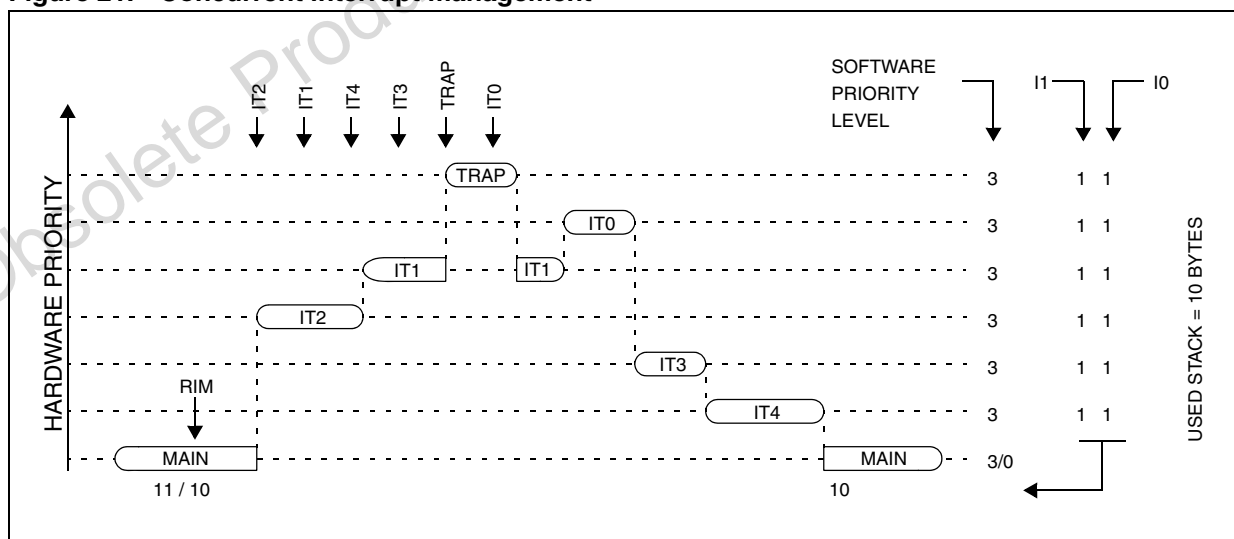 Figure 24. Concurrent Interrupt Management
Obsolete Prod
IT2 IT1 IT4 IT3 TRAP IT0
SOFTWARE
PRIORITY
LEVEL
I1
I0
HARDWARE PRIORITY
TRAP
3
1 1
IT0
3
1 1
IT1
IT1
3
1 1
IT2
3
1 1
IT3
3
1 1
RIM
IT4
3
1 1
MAIN
MAIN
3/0
11 / 10
10
USED STACK = 10 BYTES